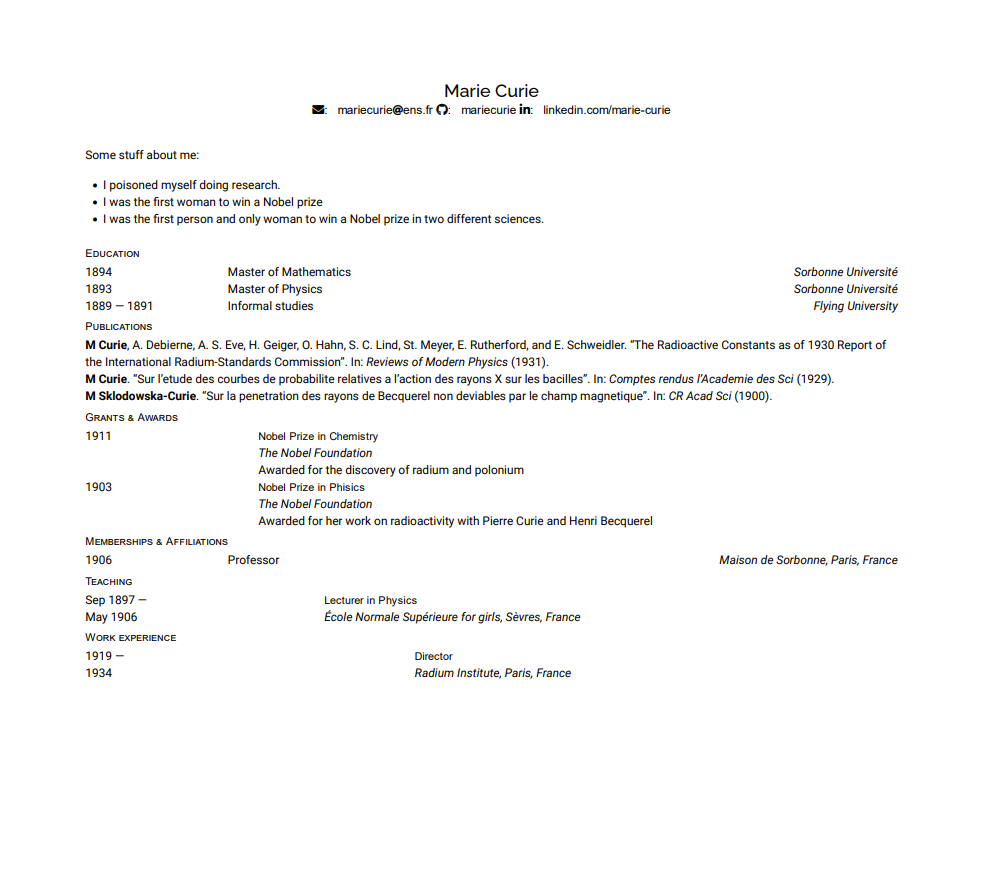 Marie Curie
: mariecurie@ens.fr : mariecurie in: linkedin.com/marie-curie
Some stuff about me:
• I poisoned myself doing research.
• I was the first woman to win a Nobel prize
• I was the first person and only woman to win a Nobel prize in two different sciences.
Education
1894 Master of Mathematics Sorbonne Université
1893 Master of Physics Sorbonne Université
1889 — 1891 Informal studies Flying University
Publications
M Curie, A. Debierne, A. S. Eve, H. Geiger, O. Hahn, S. C. Lind, St. Meyer, E. Rutherford, and E. Schweidler. “The Radioactive Constants as of 1930 Report of
the International Radium-Standards Commission”. In: Reviews of Modern Physics (1931).
M Curie. “Sur l’etude des courbes de probabilite relatives a l’action des rayons X sur les bacilles”. In: Comptes rendus l’Academie des Sci (1929).
M Sklodowska-Curie. “Sur la penetration des rayons de Becquerel non deviables par le champ magnetique”. In: CR Acad Sci (1900).
Grants & Awards
1911 Nobel Prize in Chemistry
The Nobel Foundation
Awarded for the discovery of radium and polonium
1903 Nobel Prize in Phisics
The Nobel Foundation
Awarded for her work on radioactivity with Pierre Curie and Henri Becquerel
Memberships & Affiliations
1906 Professor Maison de Sorbonne, Paris, France
Teaching
Sep 1897 — Lecturer in Physics
May 1906 École Normale Supérieure for girls, Sèvres, France
Work experience
1919 — Director
1934 Radium Institute, Paris, France